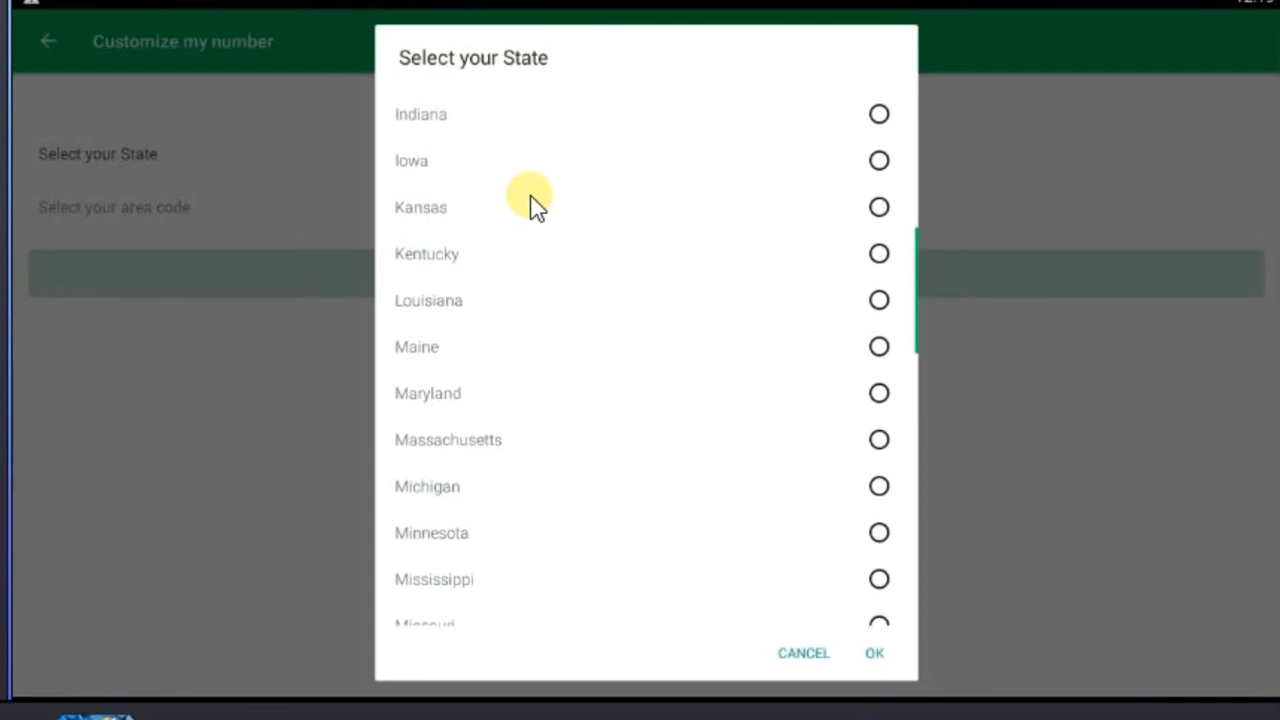 Customize my number
Select your State
Select your area code
Select your State
Indiana
Iowa
Kansas
Kentucky
Louisiana
Maine
Maryland
Massachusetts
Michigan
Minnesota
Mississippi
Missouri
CANCEL
OK